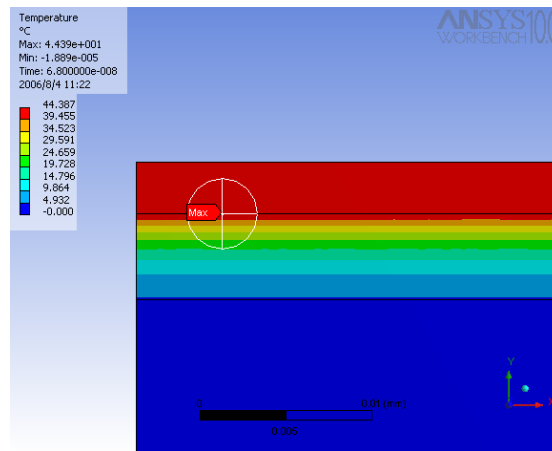 Temperature
°C
Max: 4.439e+001
Min: -1.889e-005
Time: 6.800000e-008
2006/8/4 11:22
44.387
39.455
34.523
29.591
24.659
19.728
14.796
9.864
4.932
-0.000
ANSYS 10.0
WORKBENCH
Max
Y
X
0
0.01 (mm)
0.005